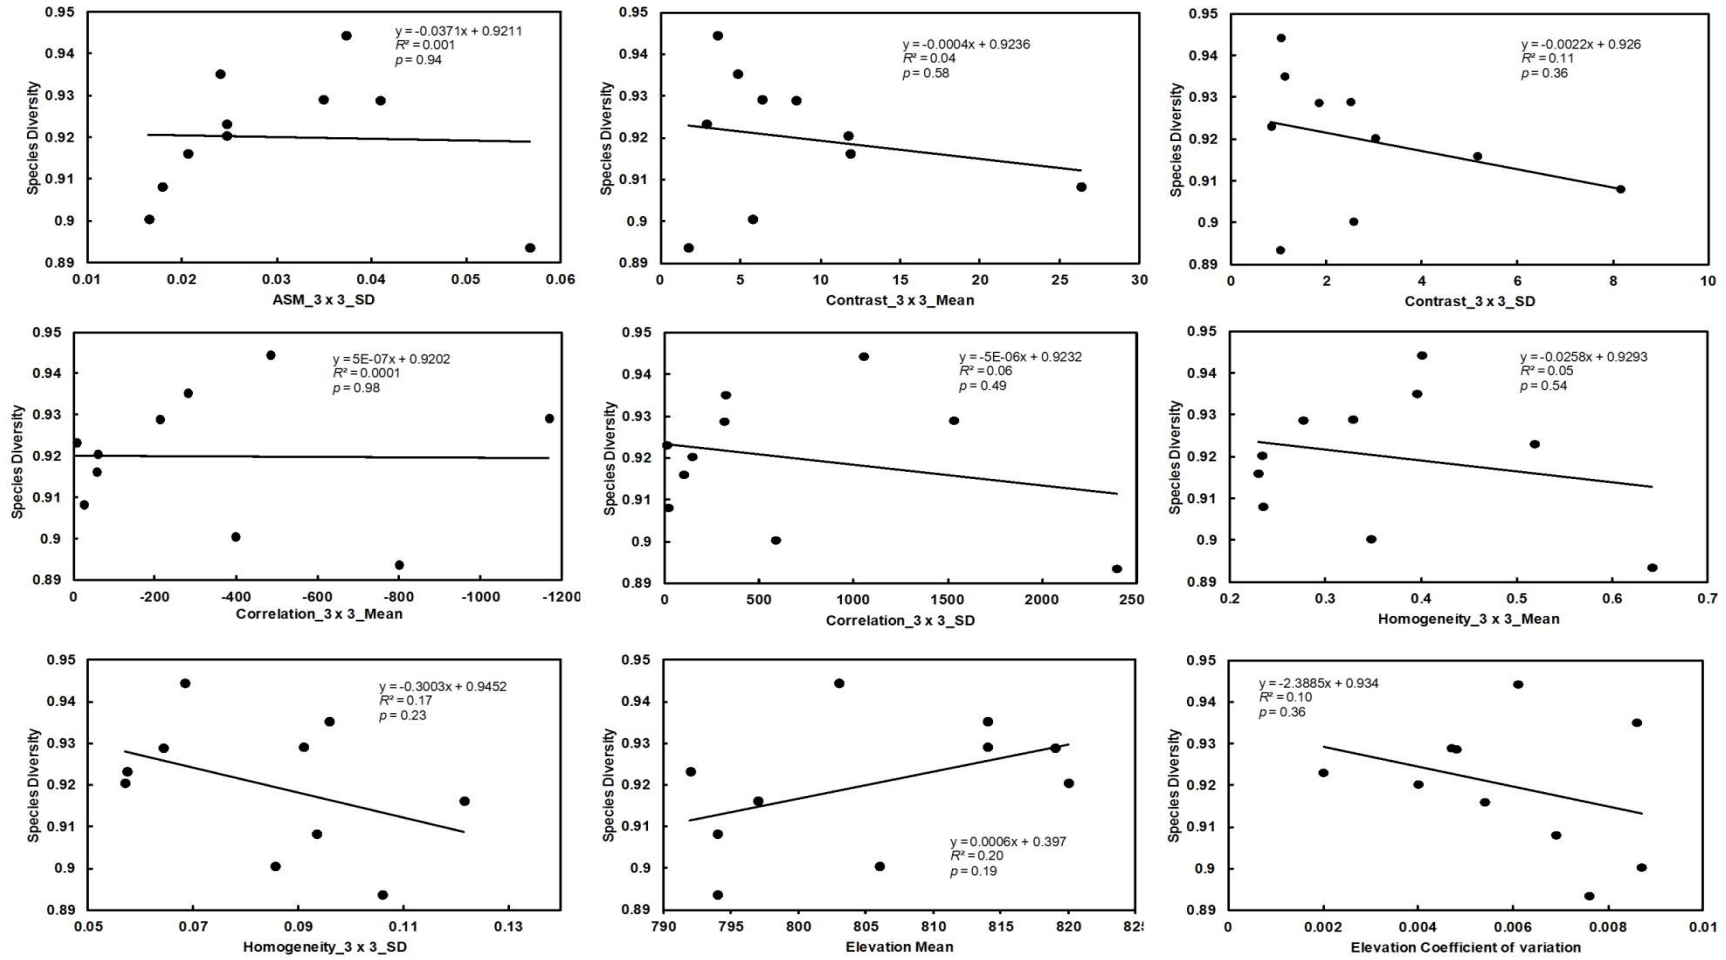 0.95
0.94
0.93
0.92
0.91
0.9
0.89
Species Diversity
y = -0.0371x + 0.9211
R² = 0.001
p = 0.94
0.01 0.02 0.03 0.04 0.05 0.06
ASM_3 x 3_SD
0.95
0.94
0.93
0.92
0.91
0.9
0.89
Species Diversity
y = -0.0004x + 0.9236
R² = 0.04
p = 0.58
0 5 10 15 20 25 30
Contrast_3 x 3_Mean
0.95
0.94
0.93
0.92
0.91
0.9
0.89
Species Diversity
y = -0.0022x + 0.926
R² = 0.11
p = 0.36
0 2 4 6 8 10
Contrast_3 x 3_SD
0.95
0.94
0.93
0.92
0.91
0.9
0.89
Species Diversity
y = 5E-07x + 0.9202
R² = 0.0001
p = 0.98
0 -200 -400 -600 -800 -1000 -1200
Correlation_3 x 3_Mean
0.95
0.94
0.93
0.92
0.91
0.9
0.89
Species Diversity
y = -5E-06x + 0.9232
R² = 0.06
p = 0.49
0 500 1000 1500 2000 250
Correlation_3 x 3_SD
0.95
0.94
0.93
0.92
0.91
0.9
0.89
Species Diversity
y = -0.0258x + 0.9293
R² = 0.05
p = 0.54
0.2 0.3 0.4 0.5 0.6 0.7
Homogeneity_3 x 3_Mean
0.95
0.94
0.93
0.92
0.91
0.9
0.89
Species Diversity
y = -0.3003x + 0.9452
R² = 0.17
p = 0.23
0.05 0.07 0.09 0.11 0.13
Homogeneity_3 x 3_SD
0.95
0.94
0.93
0.92
0.91
0.9
0.89
Species Diversity
y = 0.0006x + 0.397
R² = 0.20
p = 0.19
790 795 800 805 810 815 820 825
Elevation Mean
0.95
0.94
0.93
0.92
0.91
0.9
0.89
Species Diversity
y = -2.3885x + 0.934
R² = 0.10
p = 0.36
0 0.002 0.004 0.006 0.008 0.01
Elevation Coefficient of variation